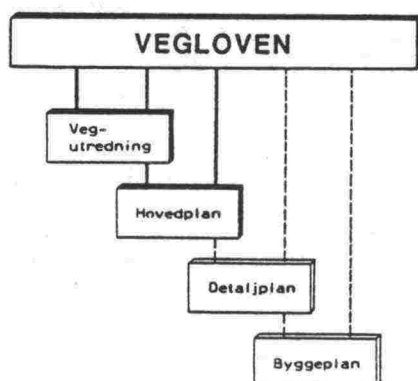 VEGLOVEN
Veg-
utredning
Hovedplan
Detaljplan
Byggeplan